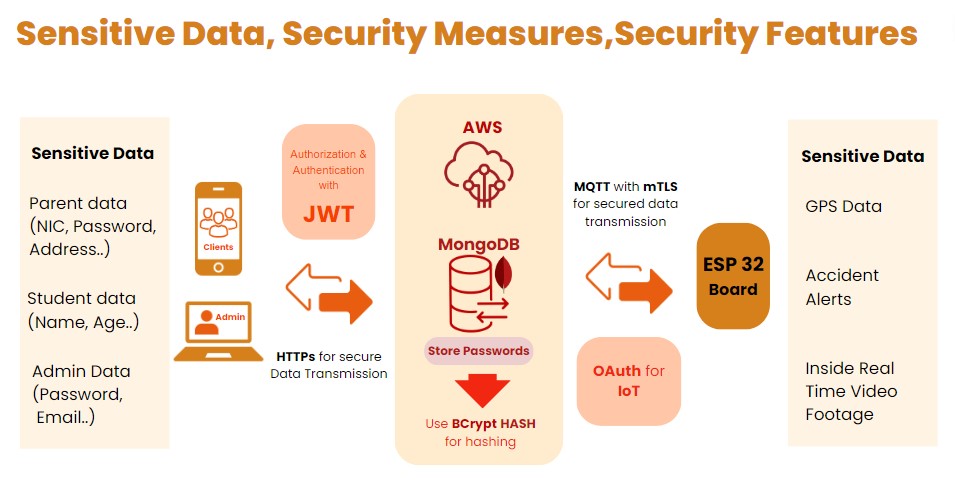 Sensitive Data, Security Measures,Security Features
Sensitive Data
Parent data
(NIC, Password,
Address..)
Student data
(Name, Age..)
Admin Data
(Password,
Email..)
Clients
Admin
Authorization &
Authentication
with
JWT
HTTPs for secure
Data Transmission
AWS
MongoDB
Store Passwords
Use BCrypt HASH
for hashing
MQTT with mTLS
for secured data
transmission
OAuth for
IoT
ESP 32
Board
Sensitive Data
GPS Data
Accident
Alerts
Inside Real
Time Video
Footage